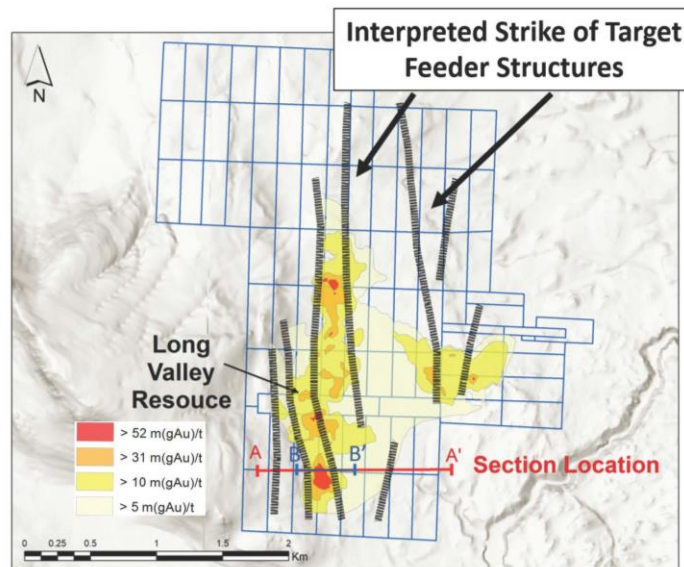 Interpreted Strike of Target
Feeder Structures
N
Long
Valley
Resouce
> 52 m(gAu)/t
> 31 m(gAu)/t
> 10 m(gAu)/t
> 5 m(gAu)/t
A B B' A' Section Location
0 0.25 0.5 1 1.5 2
Km